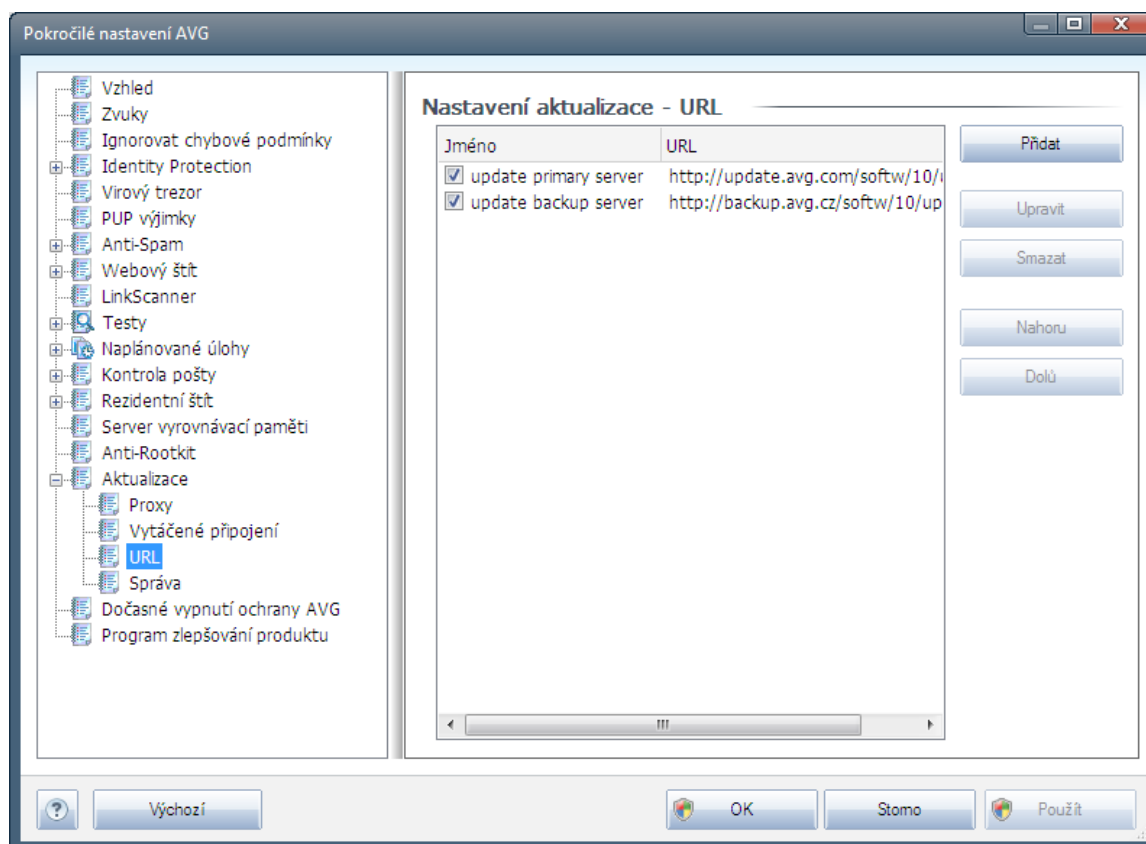 Pokročilé nastavení AVG
Vzhled
Zvuky
Ignorovat chybové podmínky
Identity Protection
Virový trezor
PUP výjimky
Anti-Spam
Webový štít
LinkScanner
Testy
Naplánované úlohy
Kontrola pošty
Rezidentní štít
Server vyrovnávací paměti
Anti-Rootkit
Aktualizace
Proxy
Vytáčené připojení
URL
Správa
Dočasné vypnutí ochrany AVG
Program zlepšování produktu
Nastavení aktualizace - URL
Jméno URL
update primary server http://update.avg.com/softw/10/
update backup server http://backup.avg.cz/softw/10/up
Přidat
Upravit
Smazat
Nahoru
Dolů
? Výchozí OK Stomo Použít